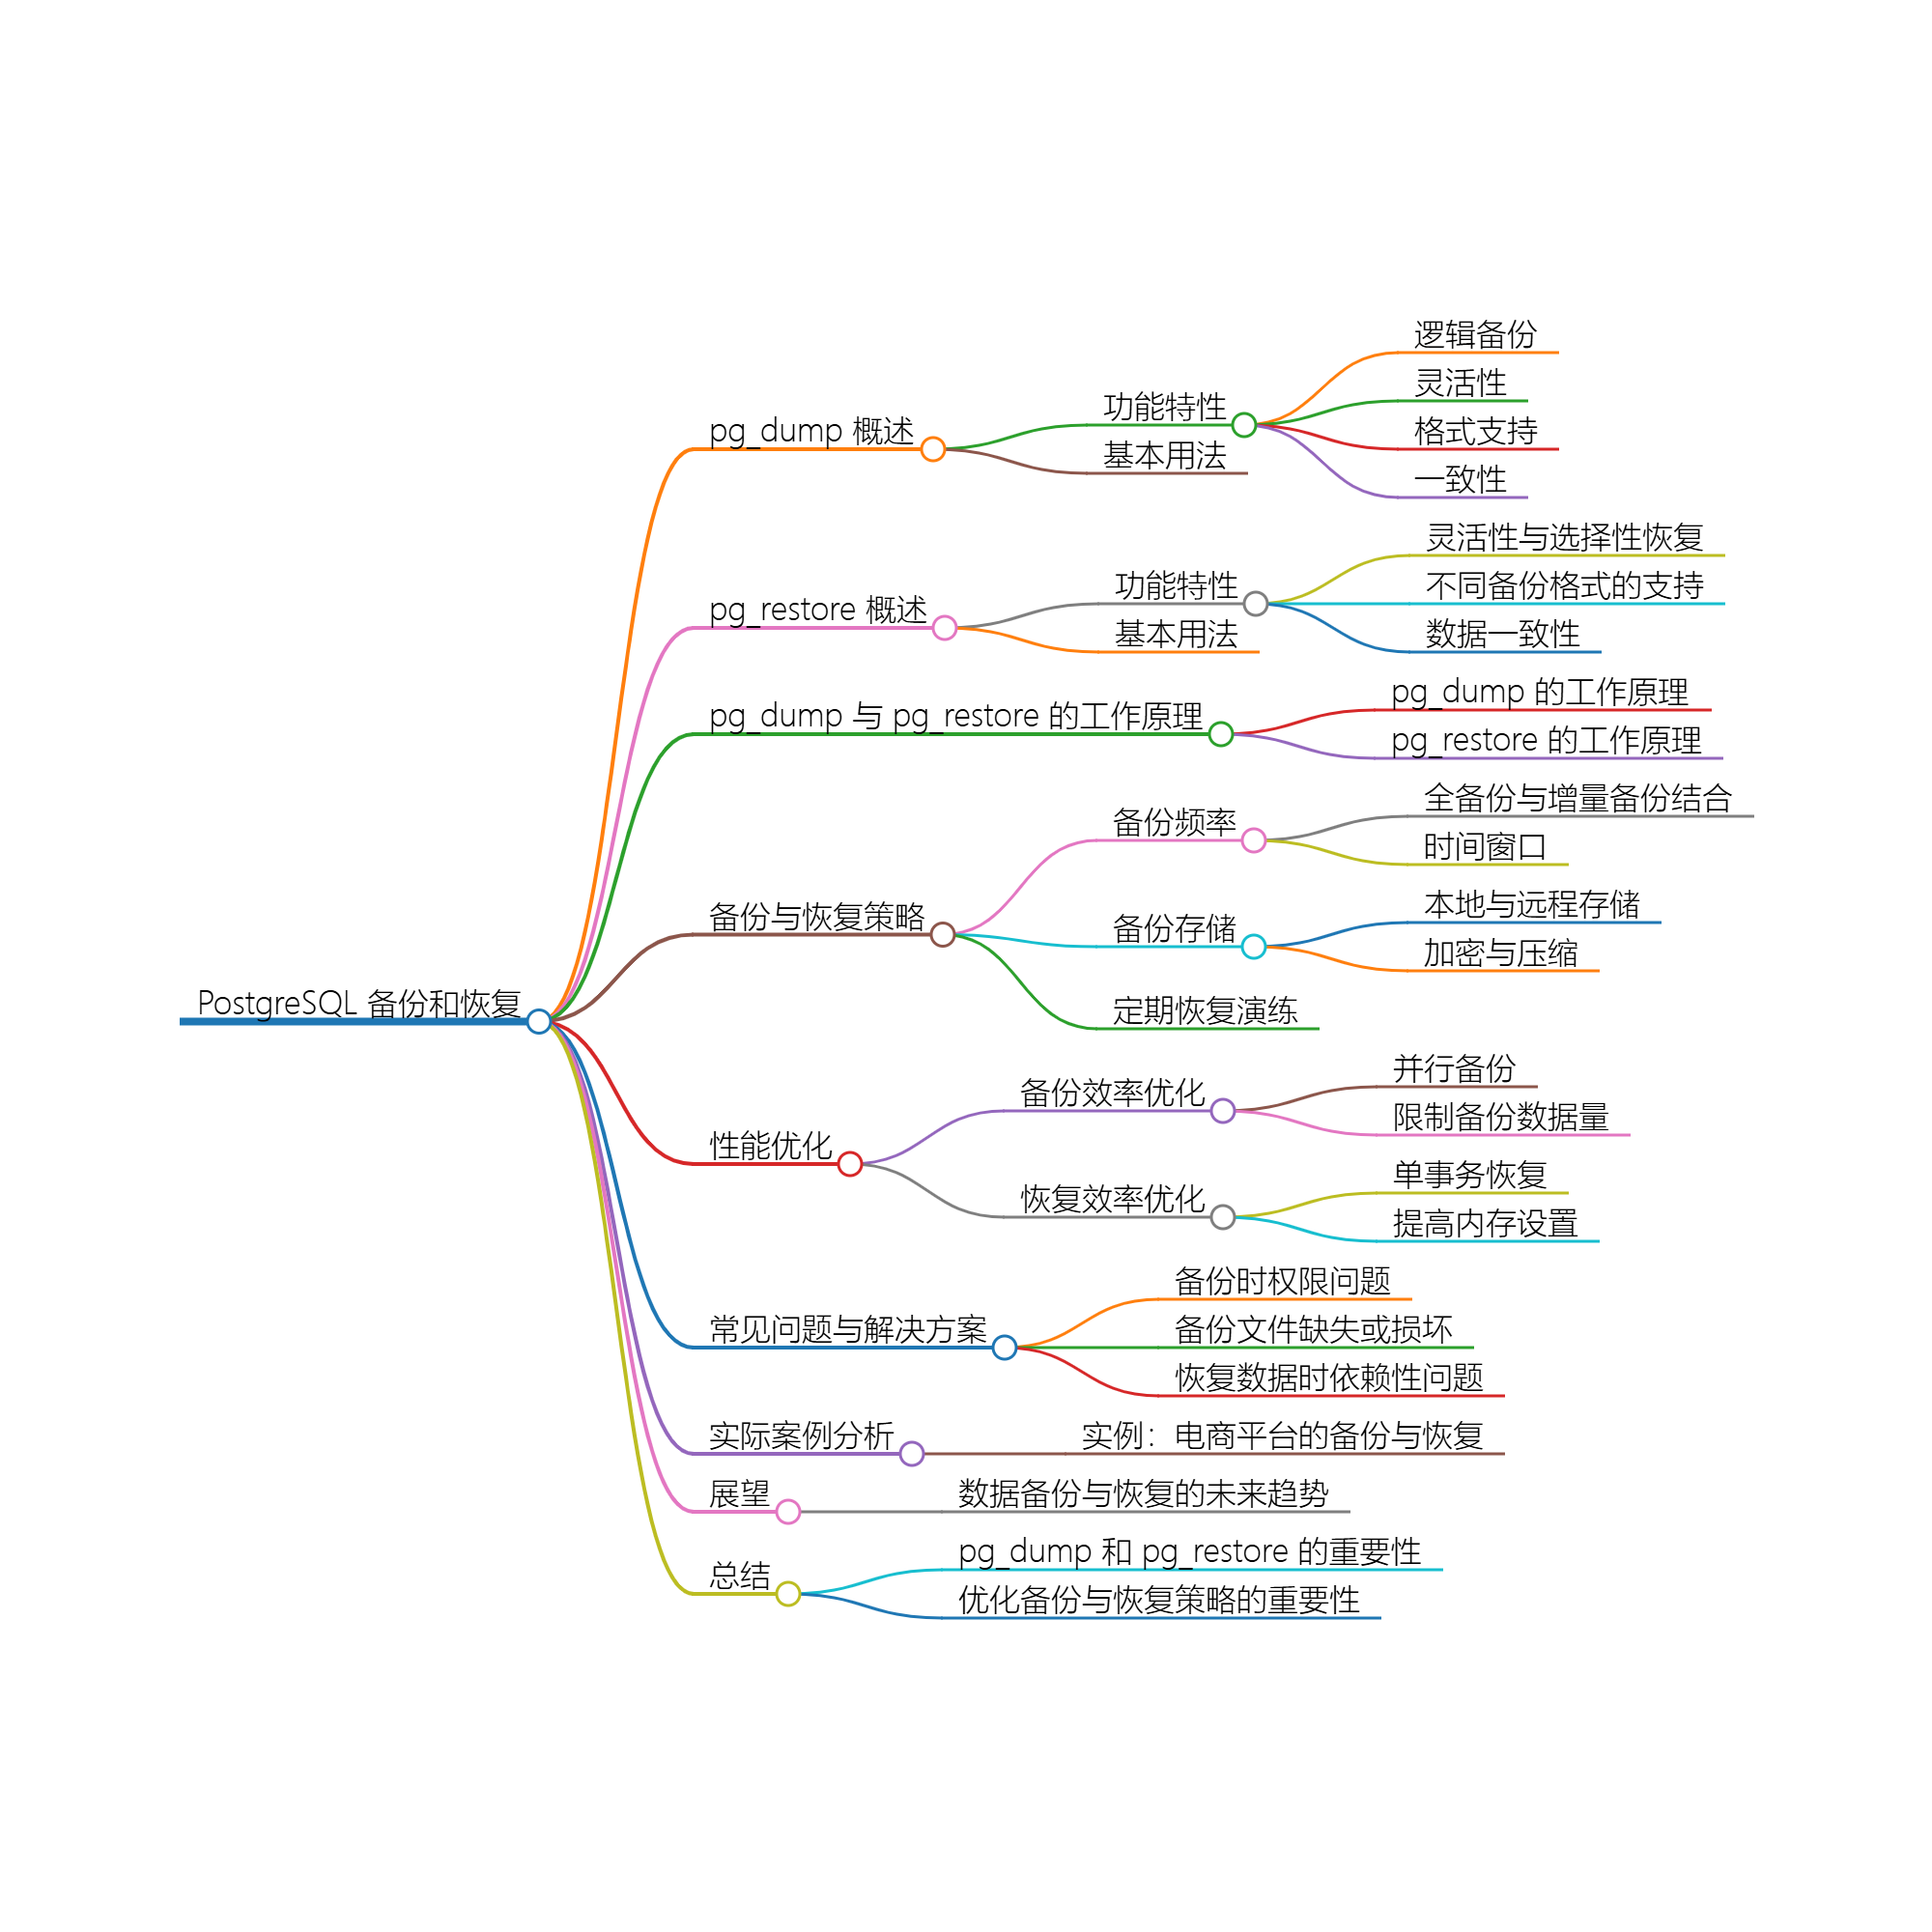 PostgreSQL 备份和恢复
pg_dump 概述
功能特性
逻辑备份
灵活性
格式支持
一致性
基本用法
pg_restore 概述
功能特性
灵活性与选择性恢复
不同备份格式的支持
数据一致性
基本用法
pg_dump 与 pg_restore 的工作原理
pg_dump 的工作原理
pg_restore 的工作原理
备份与恢复策略
备份频率
全备份与增量备份结合
时间窗口
备份存储
本地与远程存储
加密与压缩
定期恢复演练
性能优化
备份效率优化
并行备份
限制备份数据量
恢复效率优化
单事务恢复
提高内存设置
常见问题与解决方案
备份时权限问题
备份文件缺失或损坏
恢复数据时依赖性问题
实际案例分析
实例：电商平台的备份与恢复
展望
数据备份与恢复的未来趋势
总结
pg_dump 和 pg_restore 的重要性
优化备份与恢复策略的重要性